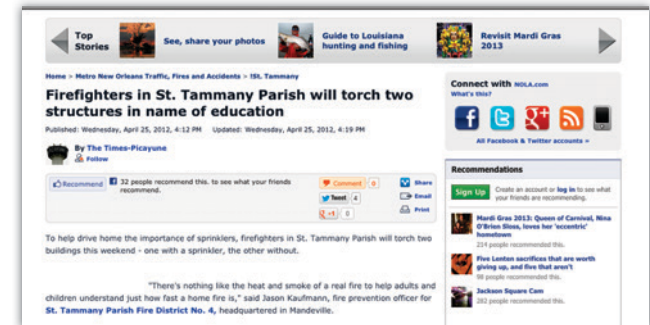 Top Stories
See, share your photos
Guide to Louisiana hunting and fishing
Revisit Mardi Gras 2013
Home > Metro New Orleans Traffic, Fires and Accidents > !St. Tammany
Firefighters in St. Tammany Parish will torch two
structures in name of education
Published: Wednesday, April 25, 2012, 4:12 PM Updated: Wednesday, April 25, 2012, 4:19 PM
By The Times-Picayune
Follow
Recommend
32 people recommend this. to see what your friends
recommend.
Comment 0
Tweet 4
+1 0
Share
Email
Print
To help drive home the importance of sprinklers, firefighters in St. Tammany Parish will torch two
buildings this weekend - one with a sprinkler, the other without.
"There's nothing like the heat and smoke of a real fire to help adults and
children understand just how fast a home fire is," said Jason Kaufmann, fire prevention officer for
St. Tammany Parish Fire District No. 4, headquartered in Mandeville.
Connect with NOLA.com
What's this?
All Facebook & Twitter accounts »
Recommendations
Sign Up
Create an account or log in to see what
your friends are recommending.
Mardi Gras 2013: Queen of Carnival, Nina
O'Brien Sloss, loves her 'eccentric'
hometown
214 people recommended this.
Five Lenten sacrifices that are worth
giving up, and five that aren't
98 people recommended this.
Jackson Square Cam
282 people recommended this.